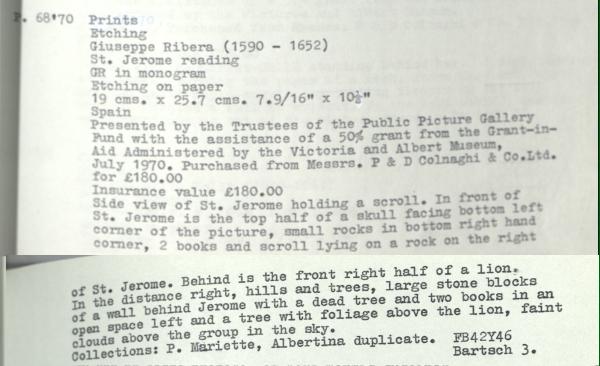 P. 68'70 Prints
Etching
Giuseppe Ribera (1590 - 1652)
St. Jerome reading
GR in monogram
Etching on paper
19 cms. x 25.7 cms. 7.9/16" x 10⅛"
Spain
Presented by the Trustees of the Public Picture Gallery
Fund with the assistance of a 50% grant from the Grant-in-
Aid Administered by the Victoria and Albert Museum,
July 1970. Purchased from Messrs. P & D Colnaghi & Co.Ltd.
for £180.00
Insurance value £180.00
Side view of St. Jerome holding a scroll. In front of
St. Jerome is the top half of a skull facing bottom left
corner of the picture, small rocks in bottom right hand
corner, 2 books and scroll lying on a rock on the right
of St. Jerome. Behind is the front right half of a lion.
In the distance right, hills and trees, large stone blocks
of a wall behind Jerome with a dead tree and two books in an
open space left and a tree with foliage above the lion, faint
clouds above the group in the sky.
Collections: P. Mariette, Albertina duplicate. FB42Y46
Bartsch 3.